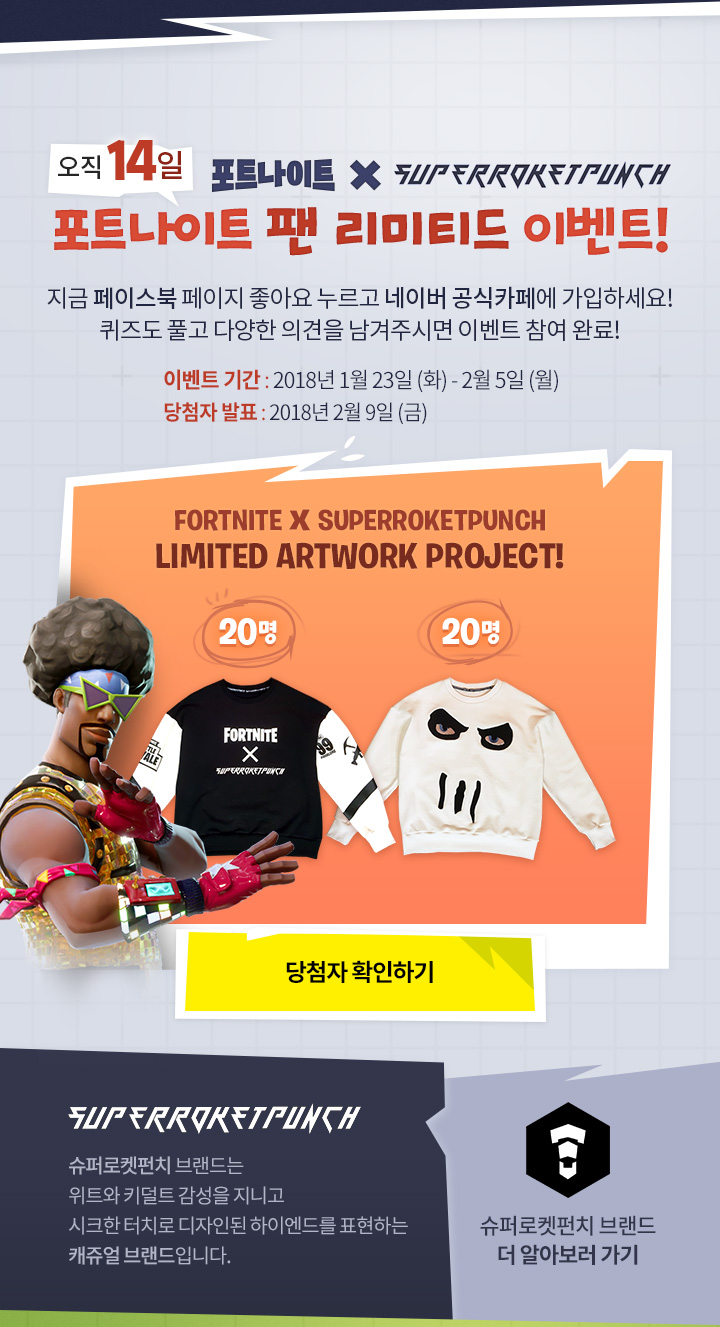 오직 14일
포트나이트 X SUPERROKETPUNCH
포트나이트 팬 리미티드 이벤트!
지금 페이스북 페이지 좋아요 누르고 네이버 공식카페에 가입하세요!
퀴즈도 풀고 다양한 의견을 남겨주시면 이벤트 참여 완료!
이벤트 기간 : 2018년 1월 23일 (화) - 2월 5일 (월)
당첨자 발표 : 2018년 2월 9일 (금)
FORTNITE X SUPERROKETPUNCH
LIMITED ARTWORK PROJECT!
20명
20명
FORTNITE
X
SUPERROKETPUNCH
99
당첨자 확인하기
SUPERROKETPUNCH
슈퍼로켓펀치 브랜드는
위트와 키덜트 감성을 지니고
시크한 터치로 디자인된 하이엔드를 표현하는
캐쥬얼 브랜드입니다.
슈퍼로켓펀치 브랜드
더 알아보러 가기